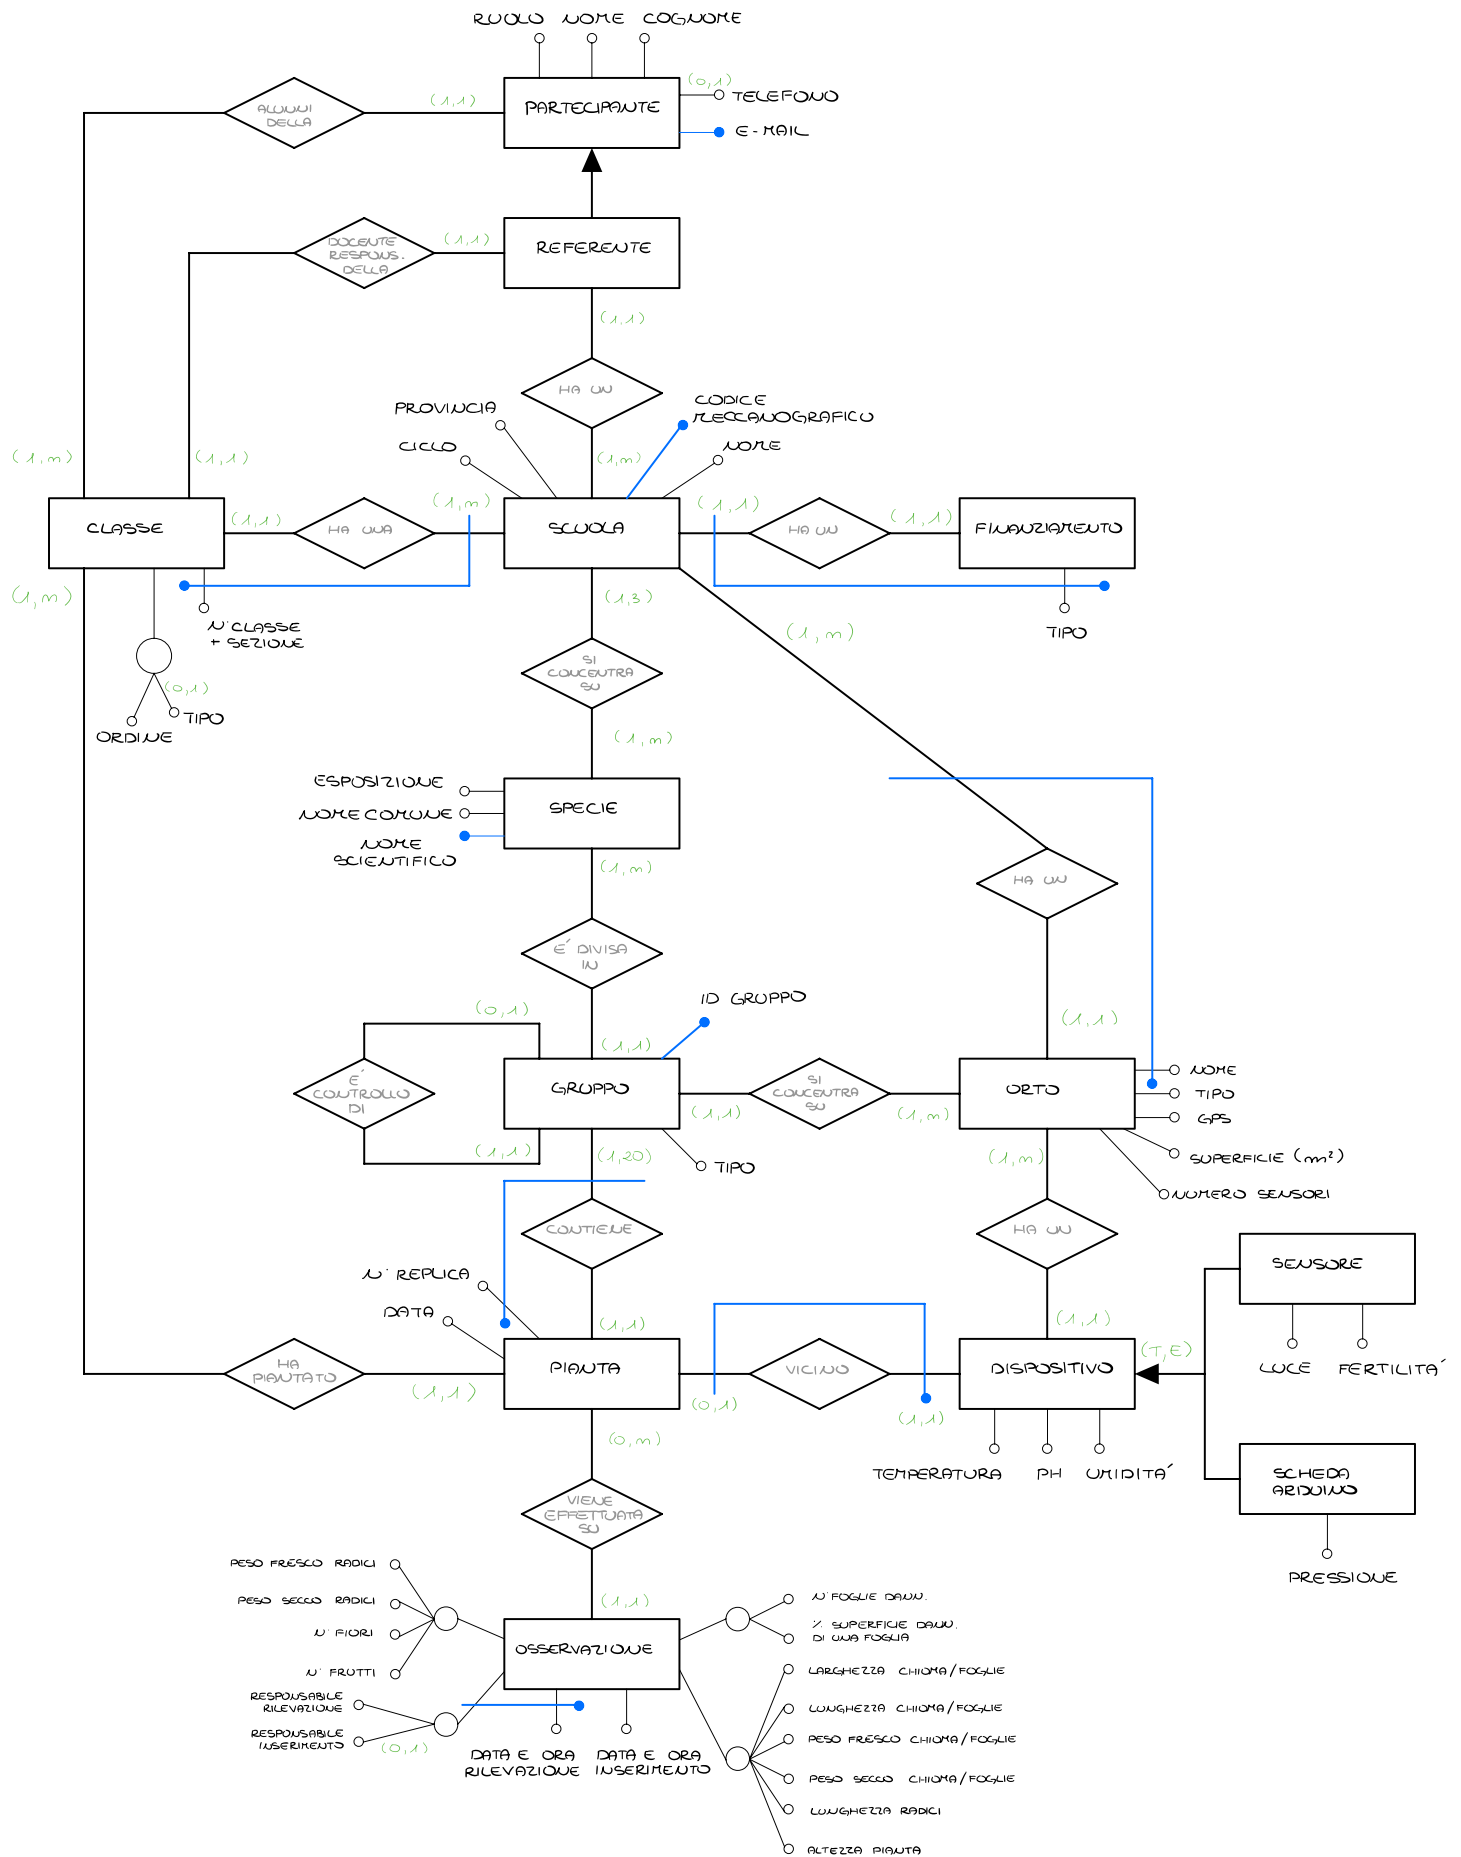 RUOLO NOME COGNOME
(0,1)
TELEFONO
(1,1)
PARTECIPANTE
ALUNNI
DELLA
E-MAIL
DOCENTE
RESPONS.
DELLA
(1,1)
REFERENTE
(1,1)
HA UN
CODICE
MECCANOGRAFICO
PROVINCIA
CICLO
NOME
(1,m)
(1,1)
(1,m)
(1,m)
(1,1)
(1,1)
(1,1)
CLASSE
HA UNA
SCUOLA
HA UN
FINANZIAMENTO
(1,m)
(1,3)
N°CLASSE
+ SEZIONE
(1,m)
TIPO
SI
CONCENTRA
SU
(0,1)
TIPO
ORDINE
(1,m)
ESPOSIZIONE
NOME COMUNE
SPECIE
NOME
SCIENTIFICO
(1,m)
HA UN
E' DIVISA
IN
ID GRUPPO
(0,1)
(1,1)
(1,1)
NOME
E'
CONTROLLO
DI
GRUPPO
SI
CONCENTRA
SU
ORTO
TIPO
(1,1)
(1,m)
GPS
(1,1)
(1,20)
(1,m)
SUPERFICIE (m²)
TIPO
NUMERO SENSORI
CONTIENE
HA UN
SENSORE
N° REPLICA
DATA
(1,1)
(1,1)
(T,E)
HA
PIANTATO
PIANTA
VICINO
DISPOSITIVO
LUCE
FERTILITA'
(1,1)
(0,1)
(1,1)
(0,m)
TEMPERATURA
PH
UMIDITA'
SCHEDA
ARDUINO
VIENE
EFFETTUATA
SU
PESO FRESCO RADICI
PRESSIONE
PESO SECCO RADICI
(1,1)
N° FOGLIE DANN.
N° FIORI
% SUPERFICIE DANN.
DI UNA FOGLIA
OSSERVAZIONE
N° FRUTTI
LARGHEZZA CHIOMA/FOGLIE
RESPONSABILE
RILEVAZIONE
LUNGHEZZA CHIOMA/FOGLIE
RESPONSABILE
INSERIMENTO
(0,1)
PESO FRESCO CHIOMA/FOGLIE
DATA E ORA
RILEVAZIONE
DATA E ORA
INSERIMENTO
PESO SECCO CHIOMA/FOGLIE
LUNGHEZZA RADICI
ALTEZZA PIANTA